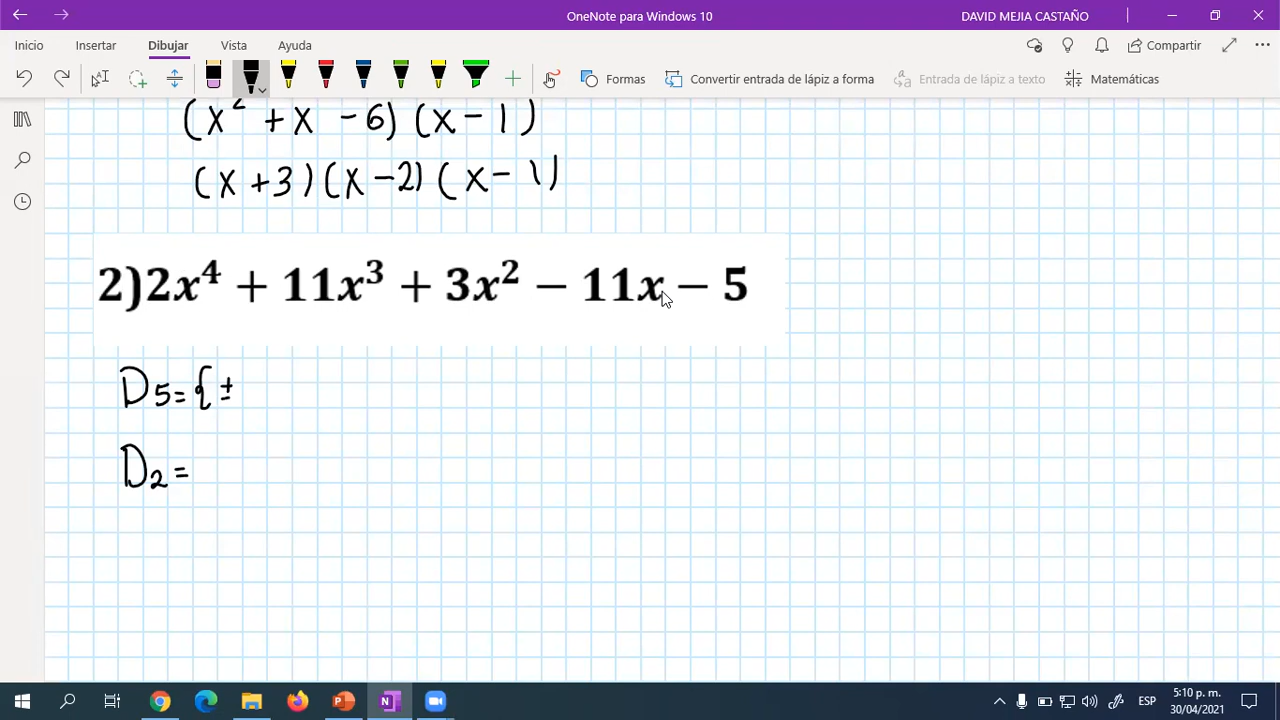 OneNote para Windows 10
DAVID MEJIA CASTAÑO
Inicio Insertar Dibujar Vista Ayuda
Compartir
Formas Convertir entrada de lápiz a forma Entrada de lápiz a texto Matemáticas
(x² + x - 6) (x - 1)
(x + 3) (x - 2) (x - 1)
2)2x⁴ + 11x³ + 3x² − 11x − 5
D5 = { ±
D2 =
ESP
5:10 p. m.
30/04/2021